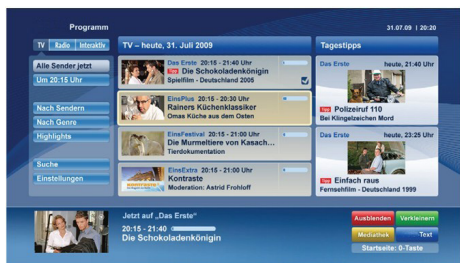 Programm
31.07.09 | 20:20
TV Radio Interaktiv
TV – heute, 31. Juli 2009
Tagestipps
Alle Sender jetzt
Um 20:15 Uhr
Nach Sendern
Nach Genre
Highlights
Suche
Einstellungen
Das Erste 20:15 - 21:40 Uhr
Tipp Die Schokoladenkönigin
Spielfilm - Deutschland 2005
EinsPlus 20:15 - 20:30 Uhr
Rainers Küchenklassiker
Omas Küche aus dem Osten
EinsFestival 20:15 - 21:00 Uhr
Die Murmeltiere von Kasach...
Tierdokumentation
EinsExtra 20:15 - 21:00 Uhr
Kontraste
Moderation: Astrid Frohloff
KONTRASTE
Das Erste heute, 21:40 Uhr
Tipp Polizeiruf 110
Bei Klingelzeichen Mord
Das Erste heute, 23:25 Uhr
Tipp Einfach raus
Fernsehfilm - Deutschland 1999
Jetzt auf „Das Erste“
20:15 - 21:40
Die Schokoladenkönigin
Ausblenden Verkleinern
Mediathek Text
Startseite: 0-Taste